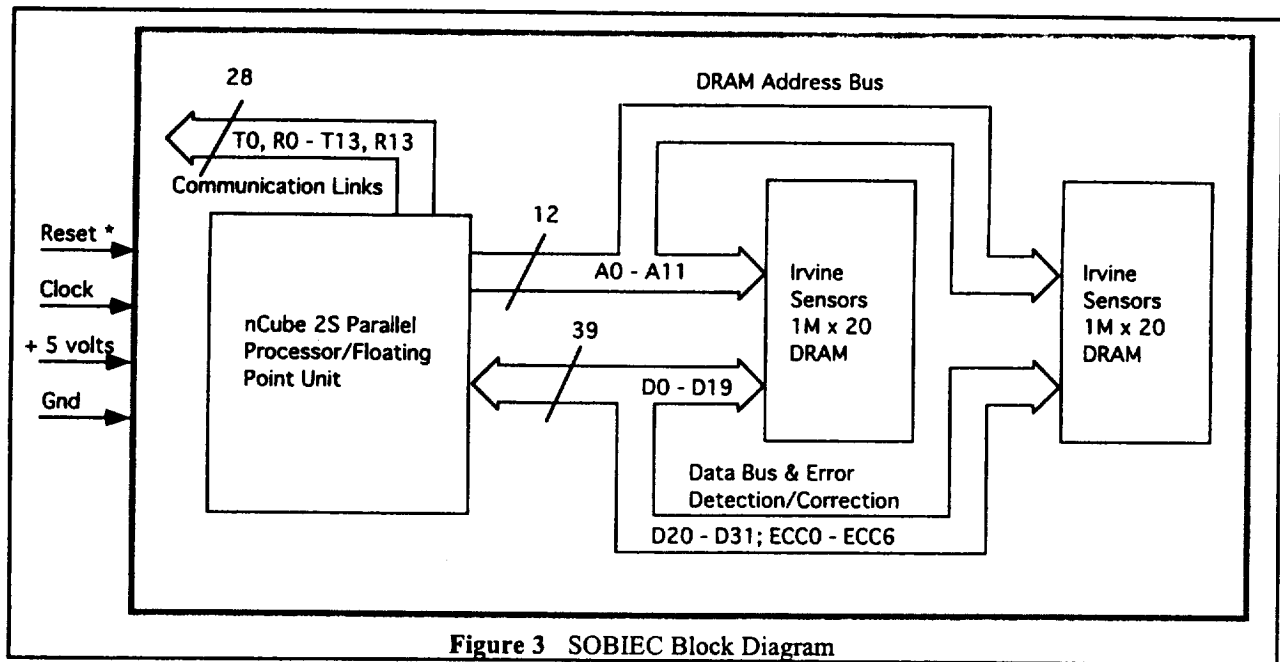 28
DRAM Address Bus
T0, R0 - T13, R13
Communication Links
Reset *
Clock
+ 5 volts
Gnd
nCube 2S Parallel
Processor/Floating
Point Unit
12
A0 - A11
39
D0 - D19
Irvine
Sensors
1M x 20
DRAM
Irvine
Sensors
1M x 20
DRAM
Data Bus & Error
Detection/Correction
D20 - D31; ECC0 - ECC6
Figure 3 SOBIEC Block Diagram